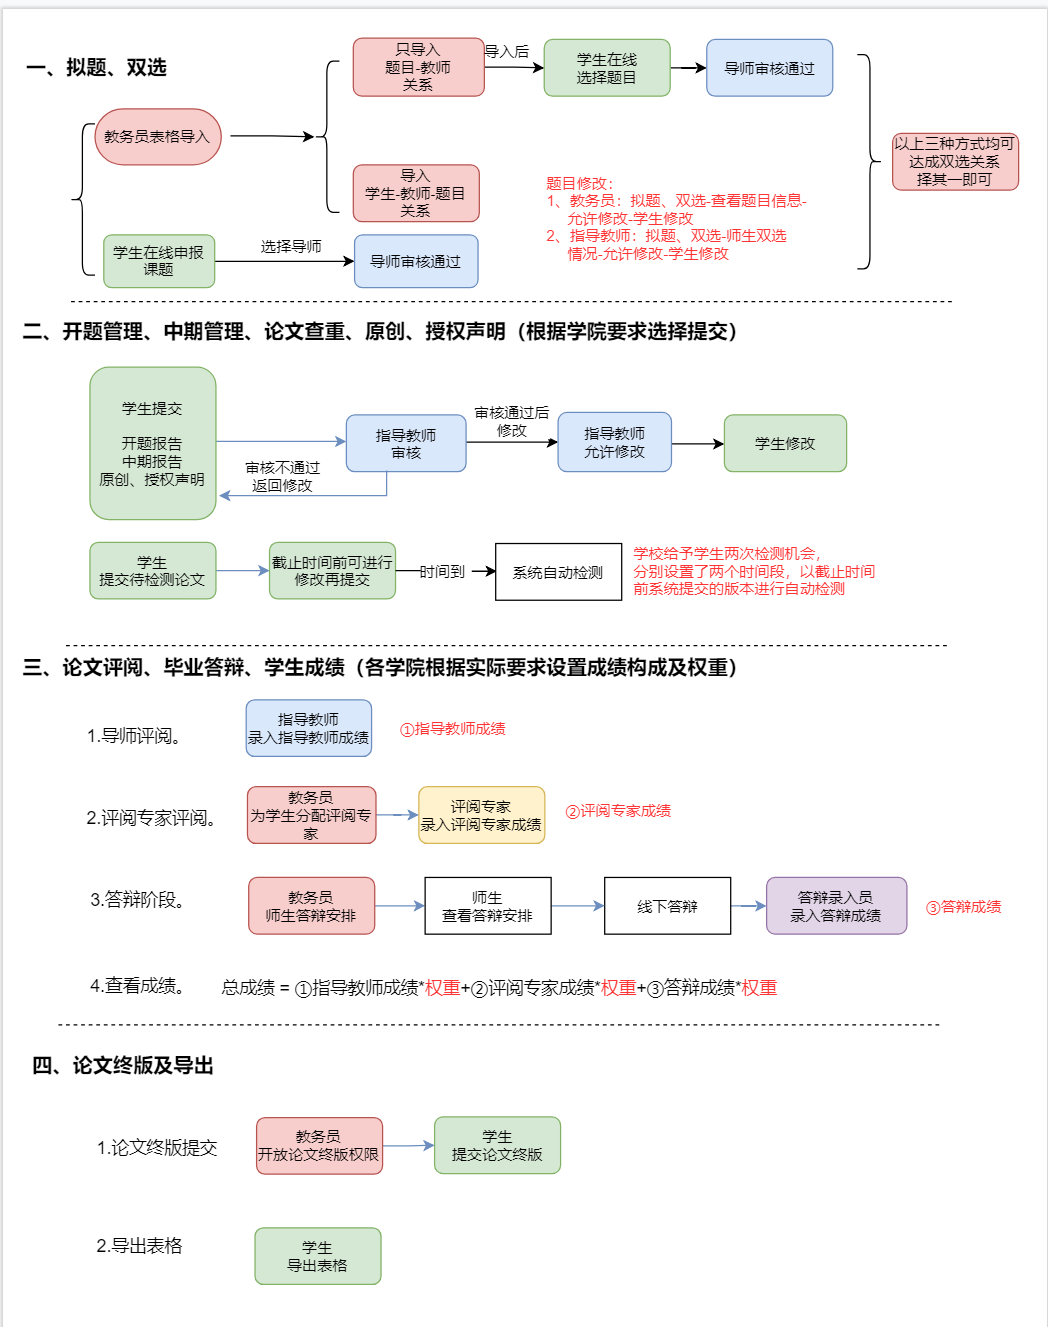 一、拟题、双选
教务员表格导入
只导入
题目-教师
关系
导入后
学生在线
选择题目
导师审核通过
导入
学生-教师-题目
关系
学生在线申报
课题
选择导师
导师审核通过
题目修改：
1、教务员：拟题、双选-查看题目信息-
允许修改-学生修改
2、指导教师：拟题、双选-师生双选
情况-允许修改-学生修改
以上三种方式均可
达成双选关系
择其一即可
二、开题管理、中期管理、论文查重、原创、授权声明（根据学院要求选择提交）
学生提交
开题报告
中期报告
原创、授权声明
审核不通过
返回修改
指导教师
审核
审核通过后
修改
指导教师
允许修改
学生修改
学生
提交待检测论文
截止时间前可进行
修改再提交
时间到
系统自动检测
学校给予学生两次检测机会，
分别设置了两个时间段，以截止时间
前系统提交的版本进行自动检测
三、论文评阅、毕业答辩、学生成绩（各学院根据实际要求设置成绩构成及权重）
1.导师评阅。
指导教师
录入指导教师成绩
①指导教师成绩
2.评阅专家评阅。
教务员
为学生分配评阅专
家
评阅专家
录入评阅专家成绩
②评阅专家成绩
3.答辩阶段。
教务员
师生答辩安排
师生
查看答辩安排
线下答辩
答辩录入员
录入答辩成绩
③答辩成绩
4.查看成绩。
总成绩 = ①指导教师成绩*权重+②评阅专家成绩*权重+③答辩成绩*权重
四、论文终版及导出
1.论文终版提交
教务员
开放论文终版权限
学生
提交论文终版
2.导出表格
学生
导出表格